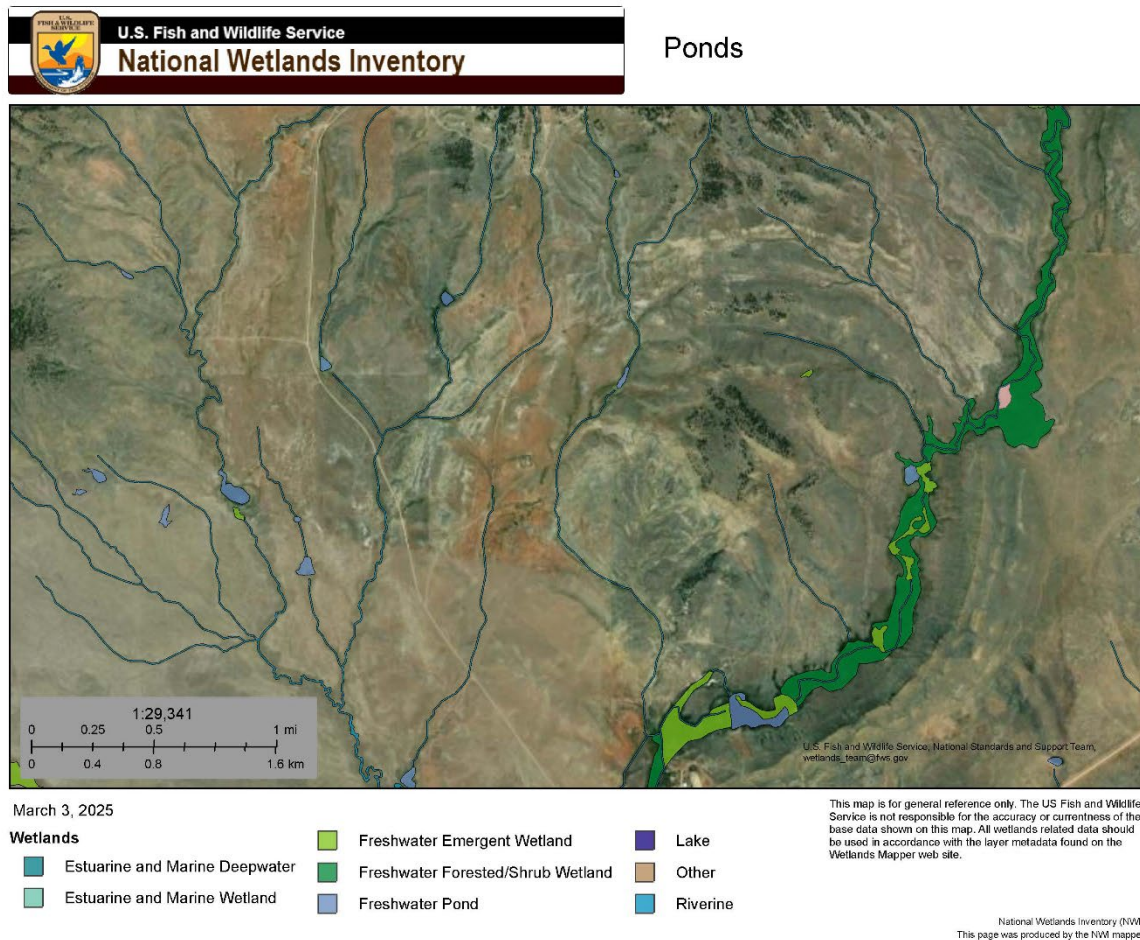 U.S.
FISH & WILDLIFE
SERVICE
U.S. Fish and Wildlife Service
National Wetlands Inventory
Ponds
1:29,341
0 0.25 0.5 1 mi
0 0.4 0.8 1.6 km
U.S. Fish and Wildlife Service, National Standards and Support Team,
wetlands_team@fws.gov
March 3, 2025
Wetlands
Estuarine and Marine Deepwater
Estuarine and Marine Wetland
Freshwater Emergent Wetland
Freshwater Forested/Shrub Wetland
Freshwater Pond
Lake
Other
Riverine
This map is for general reference only. The US Fish and Wildlife
Service is not responsible for the accuracy or currentness of the
base data shown on this map. All wetlands related data should
be used in accordance with the layer metadata found on the
Wetlands Mapper web site.
National Wetlands Inventory (NWI
This page was produced by the NWI mappe